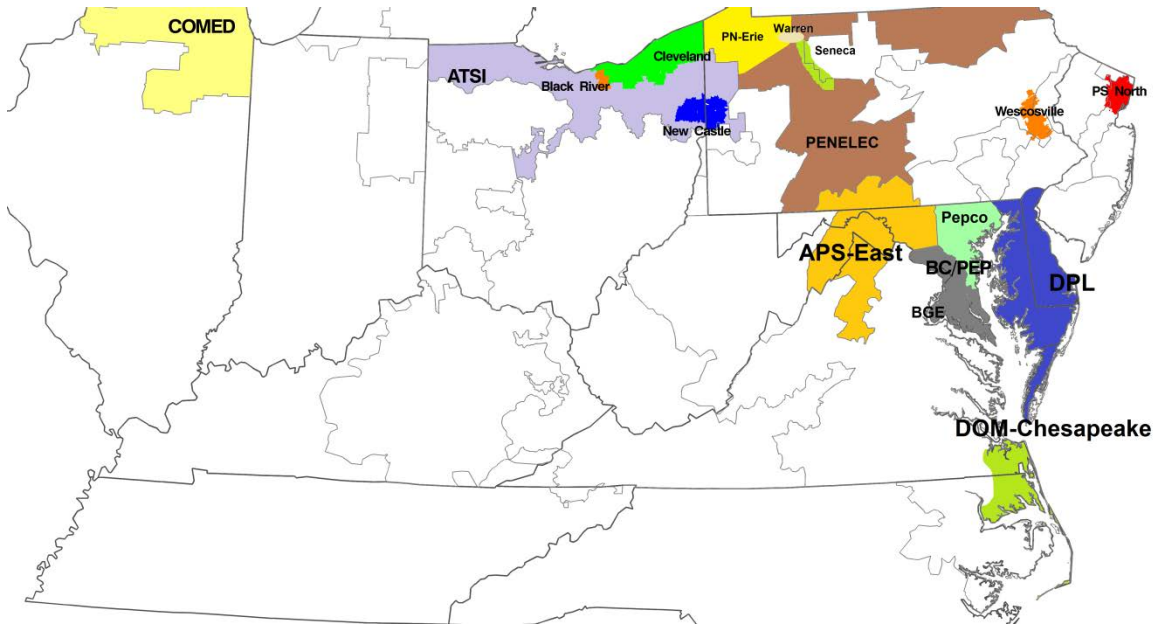 COMED
PN-Erie
Warren
Seneca
Cleveland
ATSI
Black River
PS North
Wescosville
New Castle
PENELEC
Pepco
APS-East
BC/PEP
DPL
BGE
DOM-Chesapeake